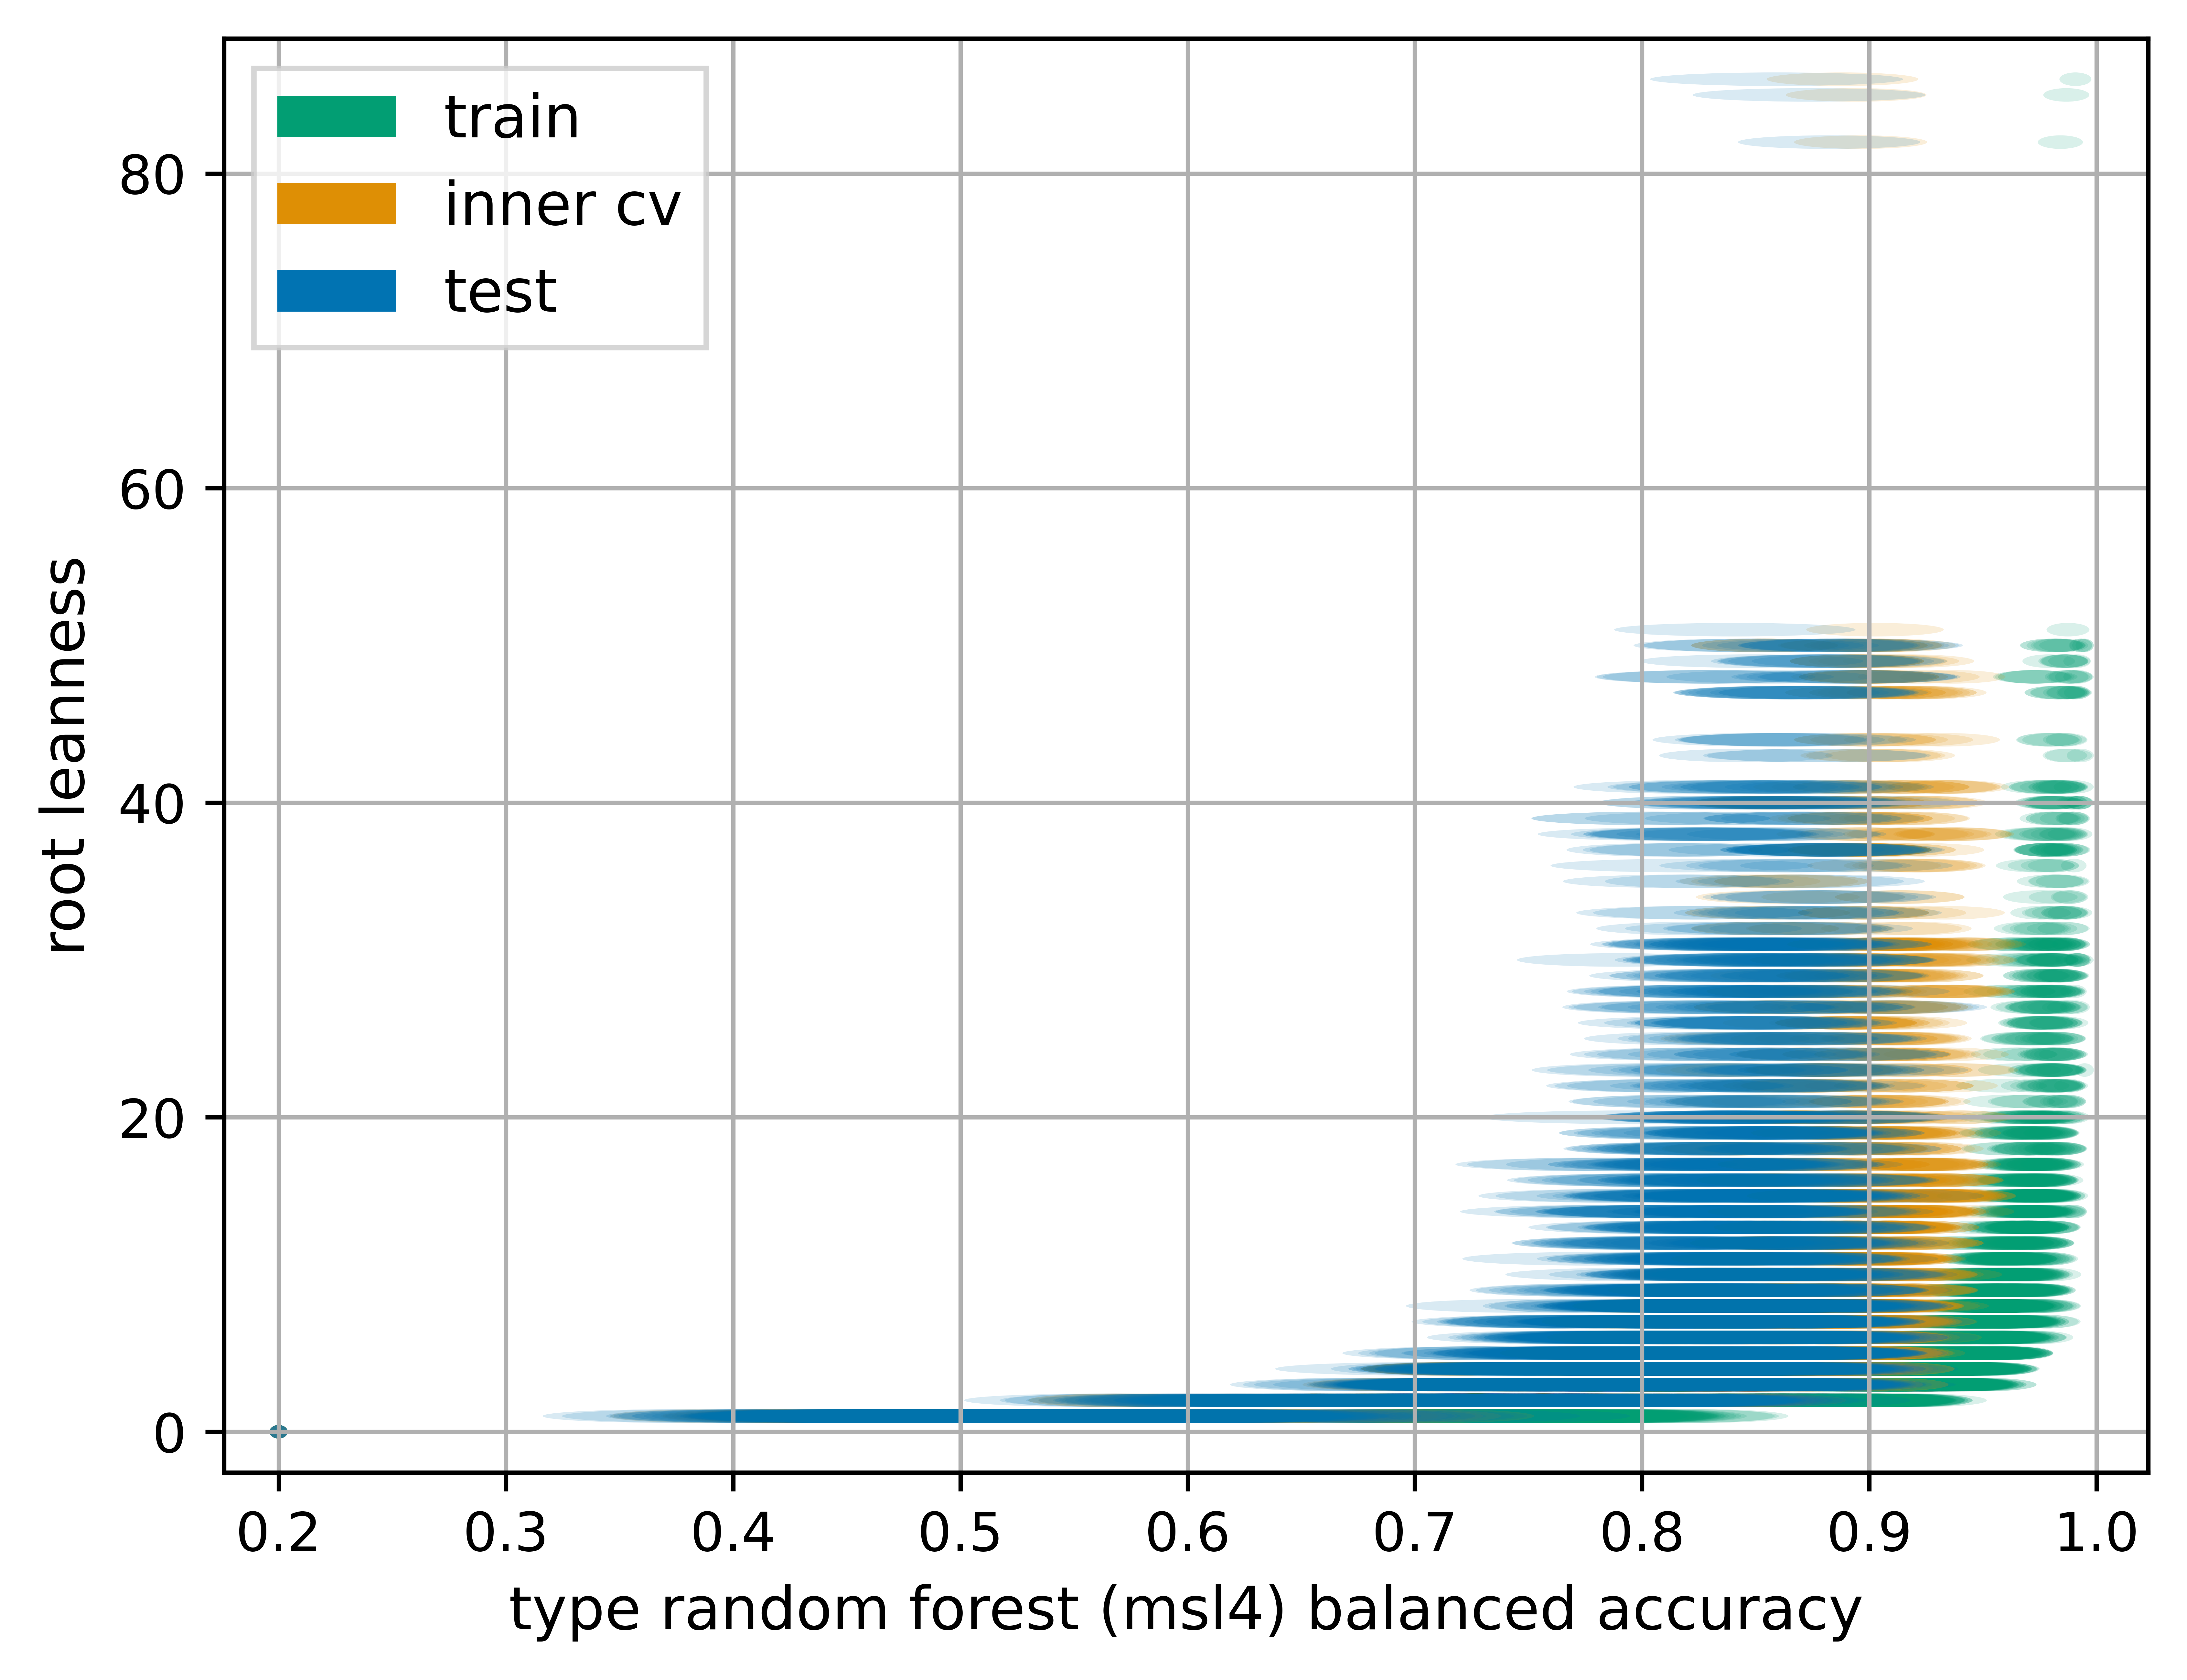 train
inner cv
test
80
60
40
20
0
root leanness
0.2 0.3 0.4 0.5 0.6 0.7 0.8 0.9 1.0
type random forest (msl4) balanced accuracy